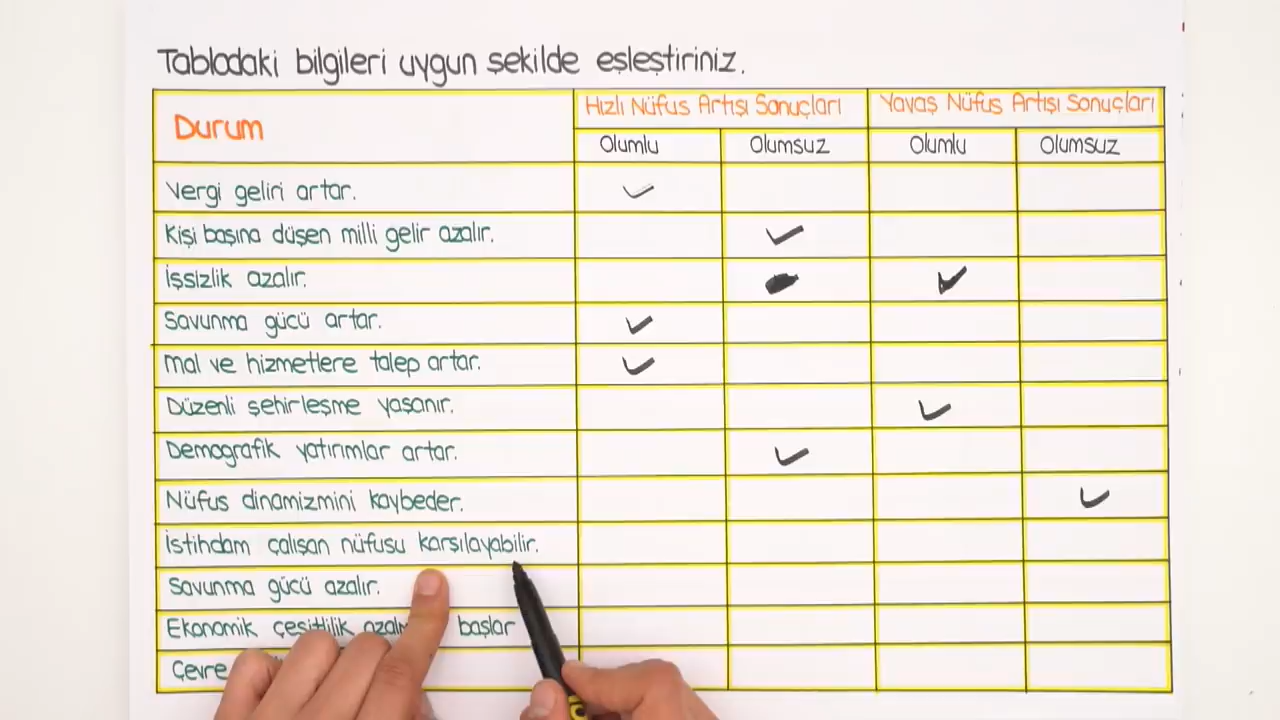 Tablodaki bilgileri uygun şekilde eşleştiriniz.
Durum
Hızlı Nüfus Artışı Sonuçları
Yavaş Nüfus Artışı Sonuçları
Olumlu Olumsuz Olumlu Olumsuz
Vergi geliri artar.
Kişi başına düşen milli gelir azalır.
İşsizlik azalır.
Savunma gücü artar.
Mal ve hizmetlere talep artar.
Düzenli şehirleşme yaşanır.
Demografik yatırımlar artar.
Nüfus dinamizmini kaybeder.
İstihdam çalışan nüfusu karşılayabilir.
Savunma gücü azalır.
Ekonomik çeşitlilik başlar
Çevre